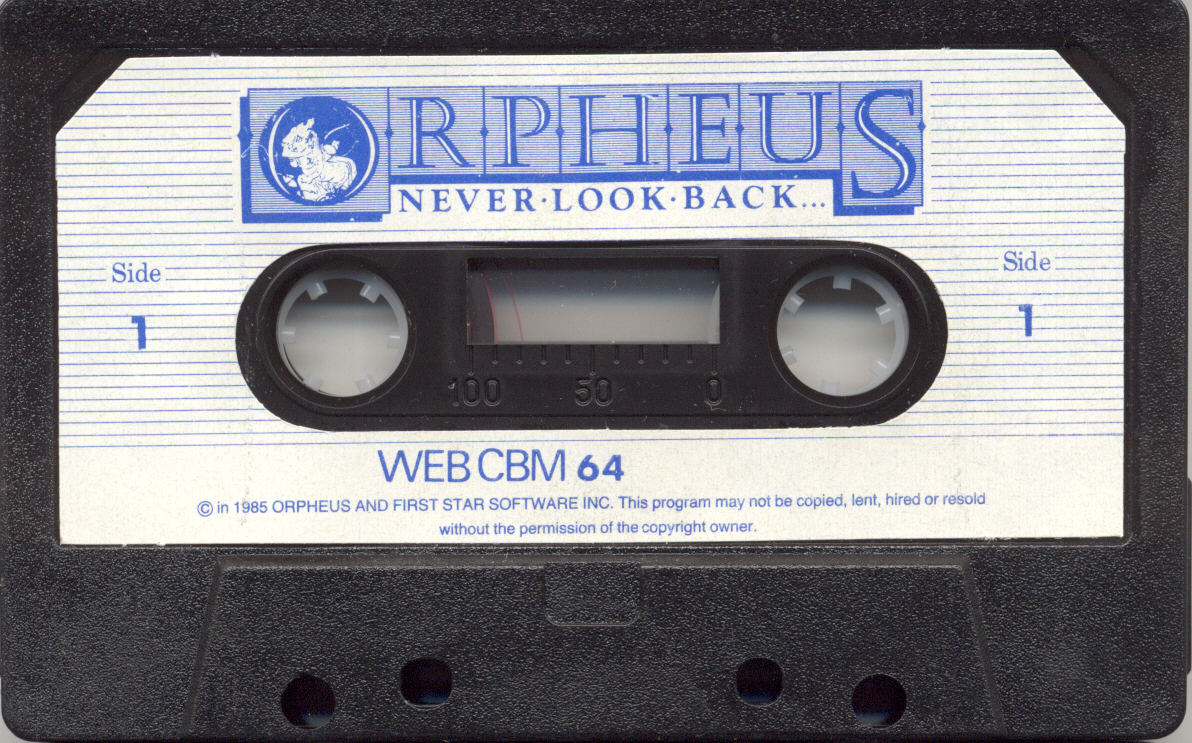 ORPHEUS
NEVER·LOOK·BACK...
Side Side
1 1
100 50 0
WEB CBM 64
© in 1985 ORPHEUS AND FIRST STAR SOFTWARE INC. This program may not be copied, lent, hired or resold
without the permission of the copyright owner.